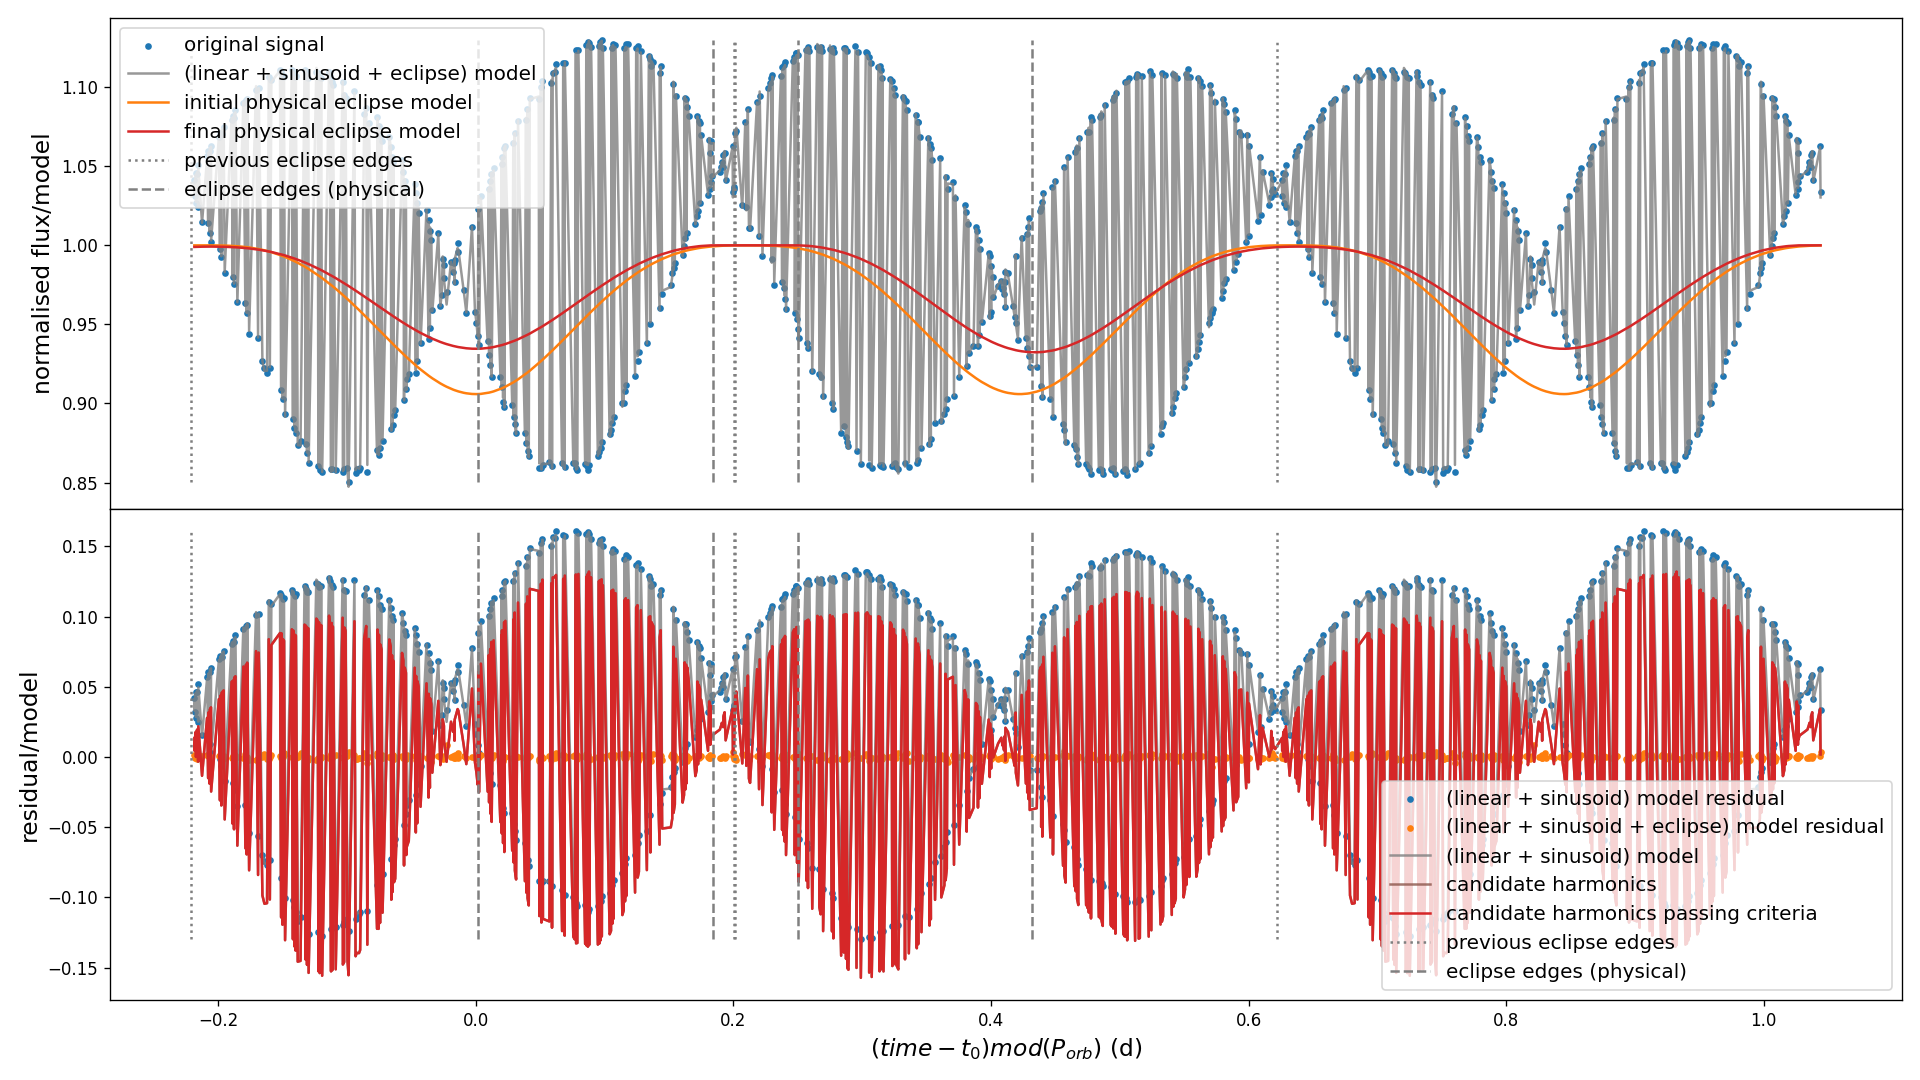 original signal
(linear + sinusoid + eclipse) model
initial physical eclipse model
final physical eclipse model
previous eclipse edges
eclipse edges (physical)
normalised flux/model
1.10
1.05
1.00
0.95
0.90
0.85
residual/model
0.15
0.10
0.05
0.00
−0.05
−0.10
−0.15
(linear + sinusoid) model residual
(linear + sinusoid + eclipse) model residual
(linear + sinusoid) model
candidate harmonics
candidate harmonics passing criteria
previous eclipse edges
eclipse edges (physical)
−0.2 0.0 0.2 0.4 0.6 0.8 1.0
(time − t₀)mod(P_orb) (d)